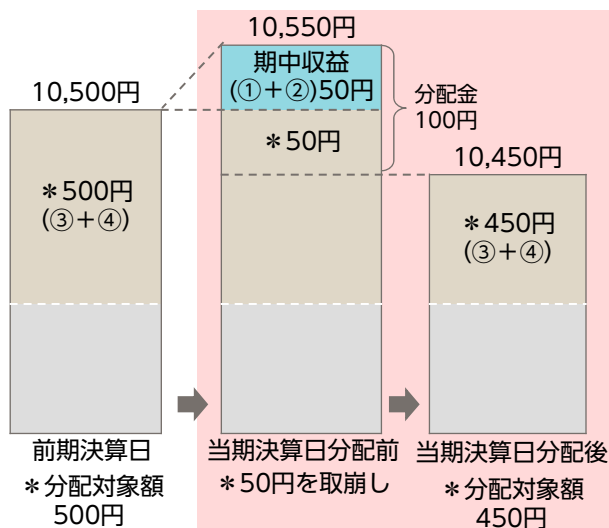 10,500円
＊500円
(③＋④)
前期決算日
＊分配対象額
500円
10,550円
期中収益
(①＋②)50円
＊50円
分配金
100円
当期決算日分配前
＊50円を取崩し
10,450円
＊450円
(③＋④)
当期決算日分配後
＊分配対象額
450円